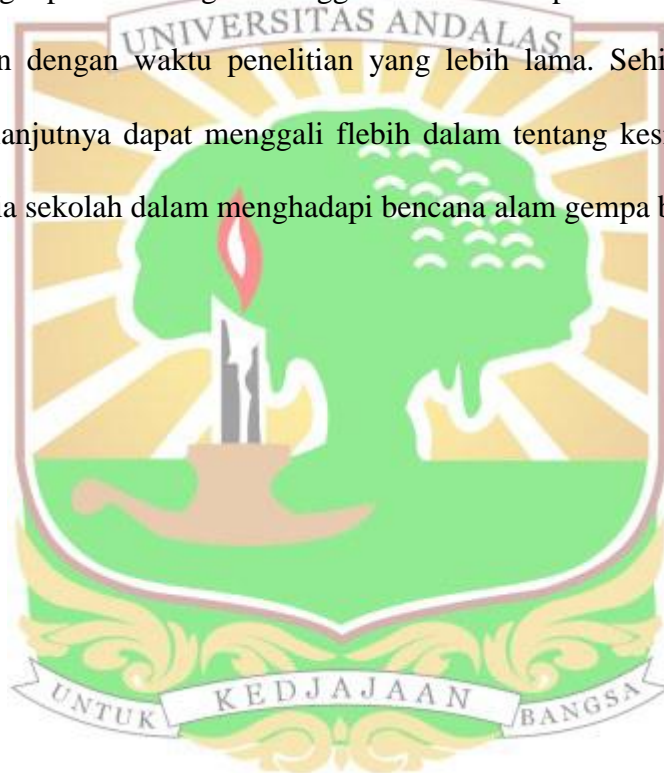 UNIVERSITAS ANDALAS
n dengan waktu penelitian yang lebih lama. Sehi
anjutnya dapat menggali flebih dalam tentang kes
a sekolah dalam menghadapi bencana alam gempa b
UNTUK KEDJAJAAN BANGSA